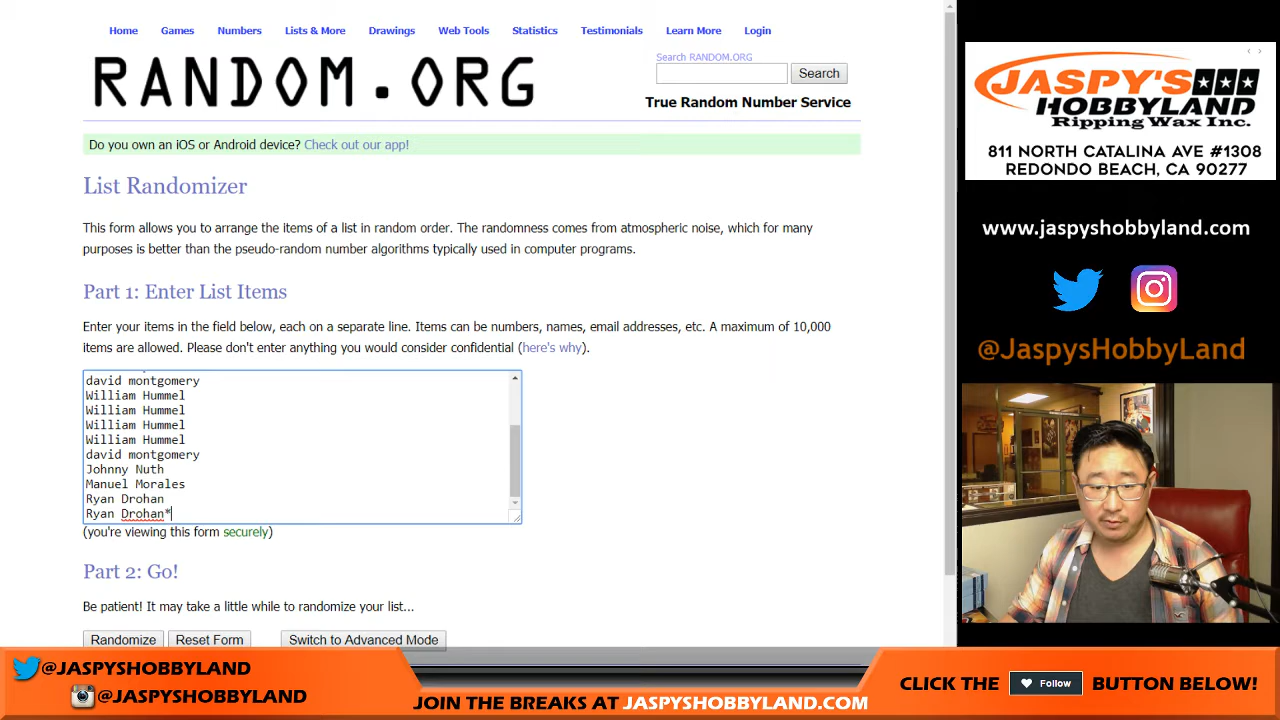 Home Games Numbers Lists & More Drawings Web Tools Statistics Testimonials Learn More Login
RANDOM.ORG
Search RANDOM.ORG
Search
True Random Number Service
Do you own an iOS or Android device? Check out our app!
List Randomizer
This form allows you to arrange the items of a list in random order. The randomness comes from atmospheric noise, which for many
purposes is better than the pseudo-random number algorithms typically used in computer programs.
Part 1: Enter List Items
Enter your items in the field below, each on a separate line. Items can be numbers, names, email addresses, etc. A maximum of 10,000
items are allowed. Please don't enter anything you would consider confidential (here's why).
david montgomery
William Hummel
William Hummel
William Hummel
William Hummel
david montgomery
Johnny Nuth
Manuel Morales
Ryan Drohan
Ryan Drohan*
(you're viewing this form securely)
Part 2: Go!
Be patient! It may take a little while to randomize your list...
Randomize Reset Form Switch to Advanced Mode
JASPY'S
HOBBYLAND
Ripping Wax Inc.
811 NORTH CATALINA AVE #1308
REDONDO BEACH, CA 90277
www.jaspyshobbyland.com
@JaspysHobbyLand
@JASPYSHOBBYLAND
@JASPYSHOBBYLAND
JOIN THE BREAKS AT JASPYSHOBBYLAND.COM
CLICK THE Follow BUTTON BELOW!